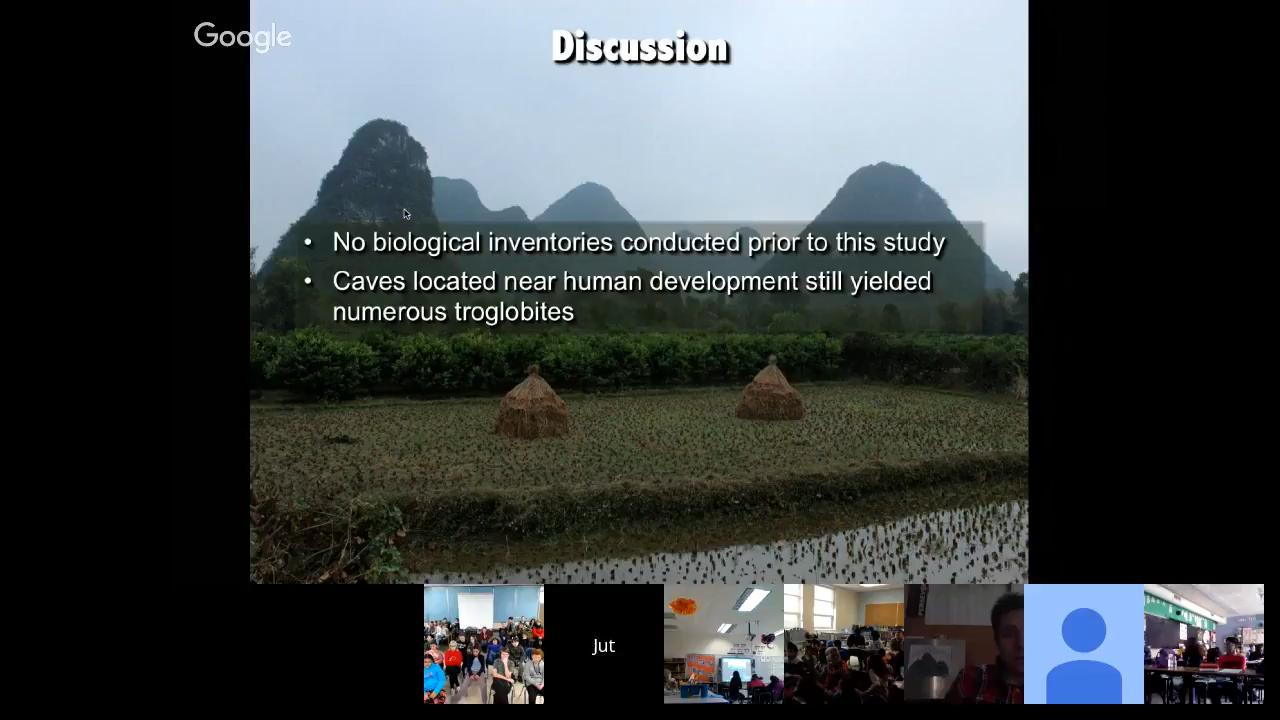 Google
Discussion
• No biological inventories conducted prior to this study
• Caves located near human development still yielded
numerous troglobites
Jut